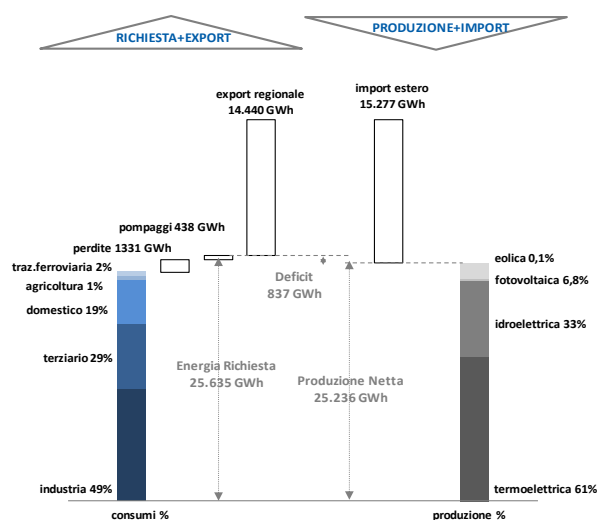 RICHIESTA+EXPORT
PRODUZIONE+IMPORT
export regionale
14.440 GWh
import estero
15.277 GWh
pompaggi 438 GWh
perdite 1331 GWh
traz.ferroviaria 2%
agricoltura 1%
domestico 19%
terziario 29%
industria 49%
consumi %
Deficit
837 GWh
Energia Richiesta
25.635 GWh
Produzione Netta
25.236 GWh
eolica 0,1%
fotovoltaica 6,8%
idroelettrica 33%
termoelettrica 61%
produzione %